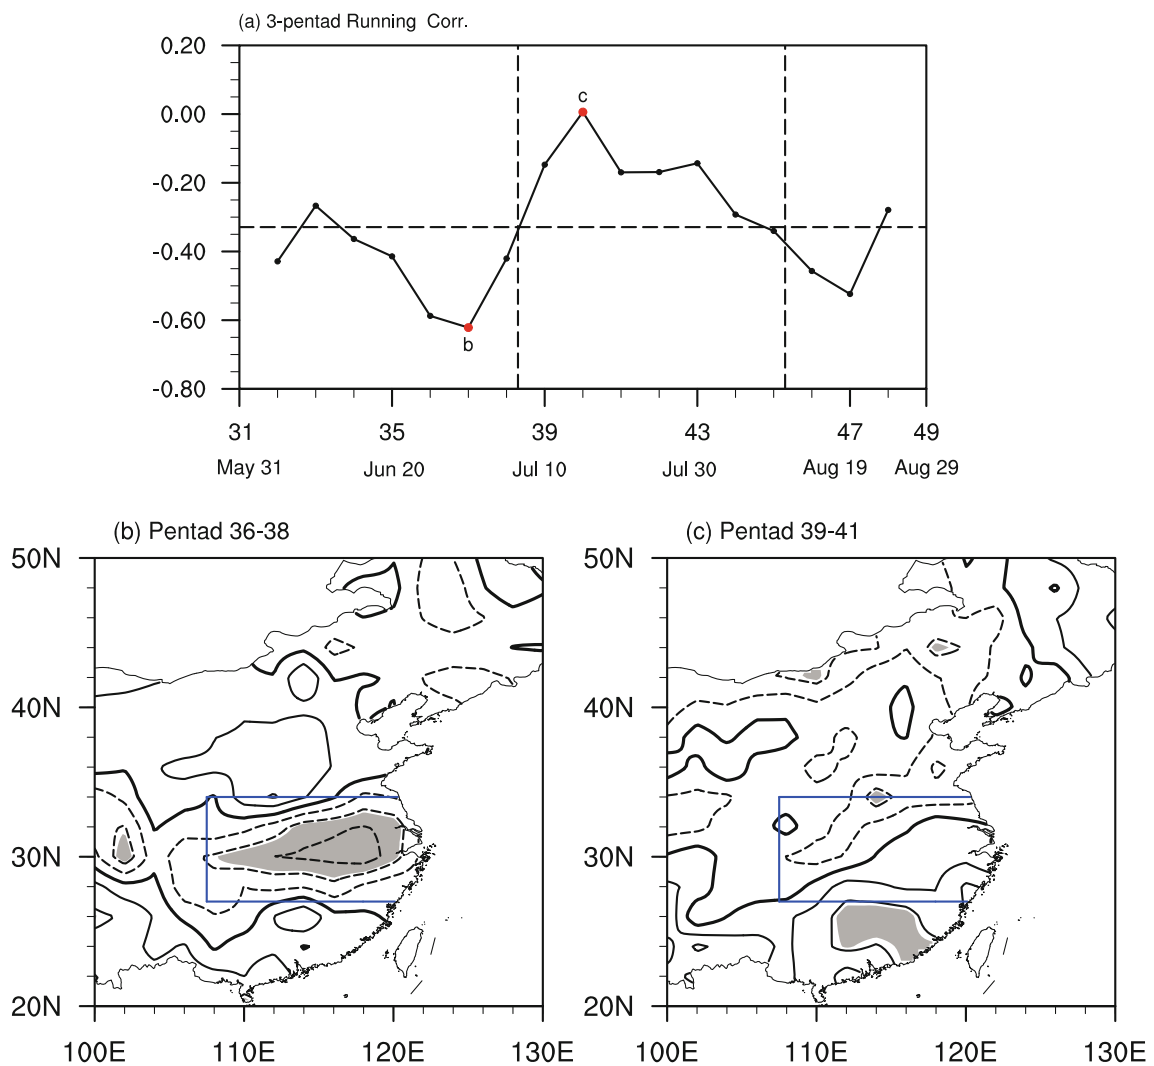 (a) 3-pentad Running Corr.
0.20
0.00
-0.20
-0.40
-0.60
-0.80
c
b
31 35 39 43 47 49
May 31 Jun 20 Jul 10 Jul 30 Aug 19 Aug 29
(b) Pentad 36-38
50N
40N
30N
20N
100E 110E 120E 130E
(c) Pentad 39-41
50N
40N
30N
20N
100E 110E 120E 130E